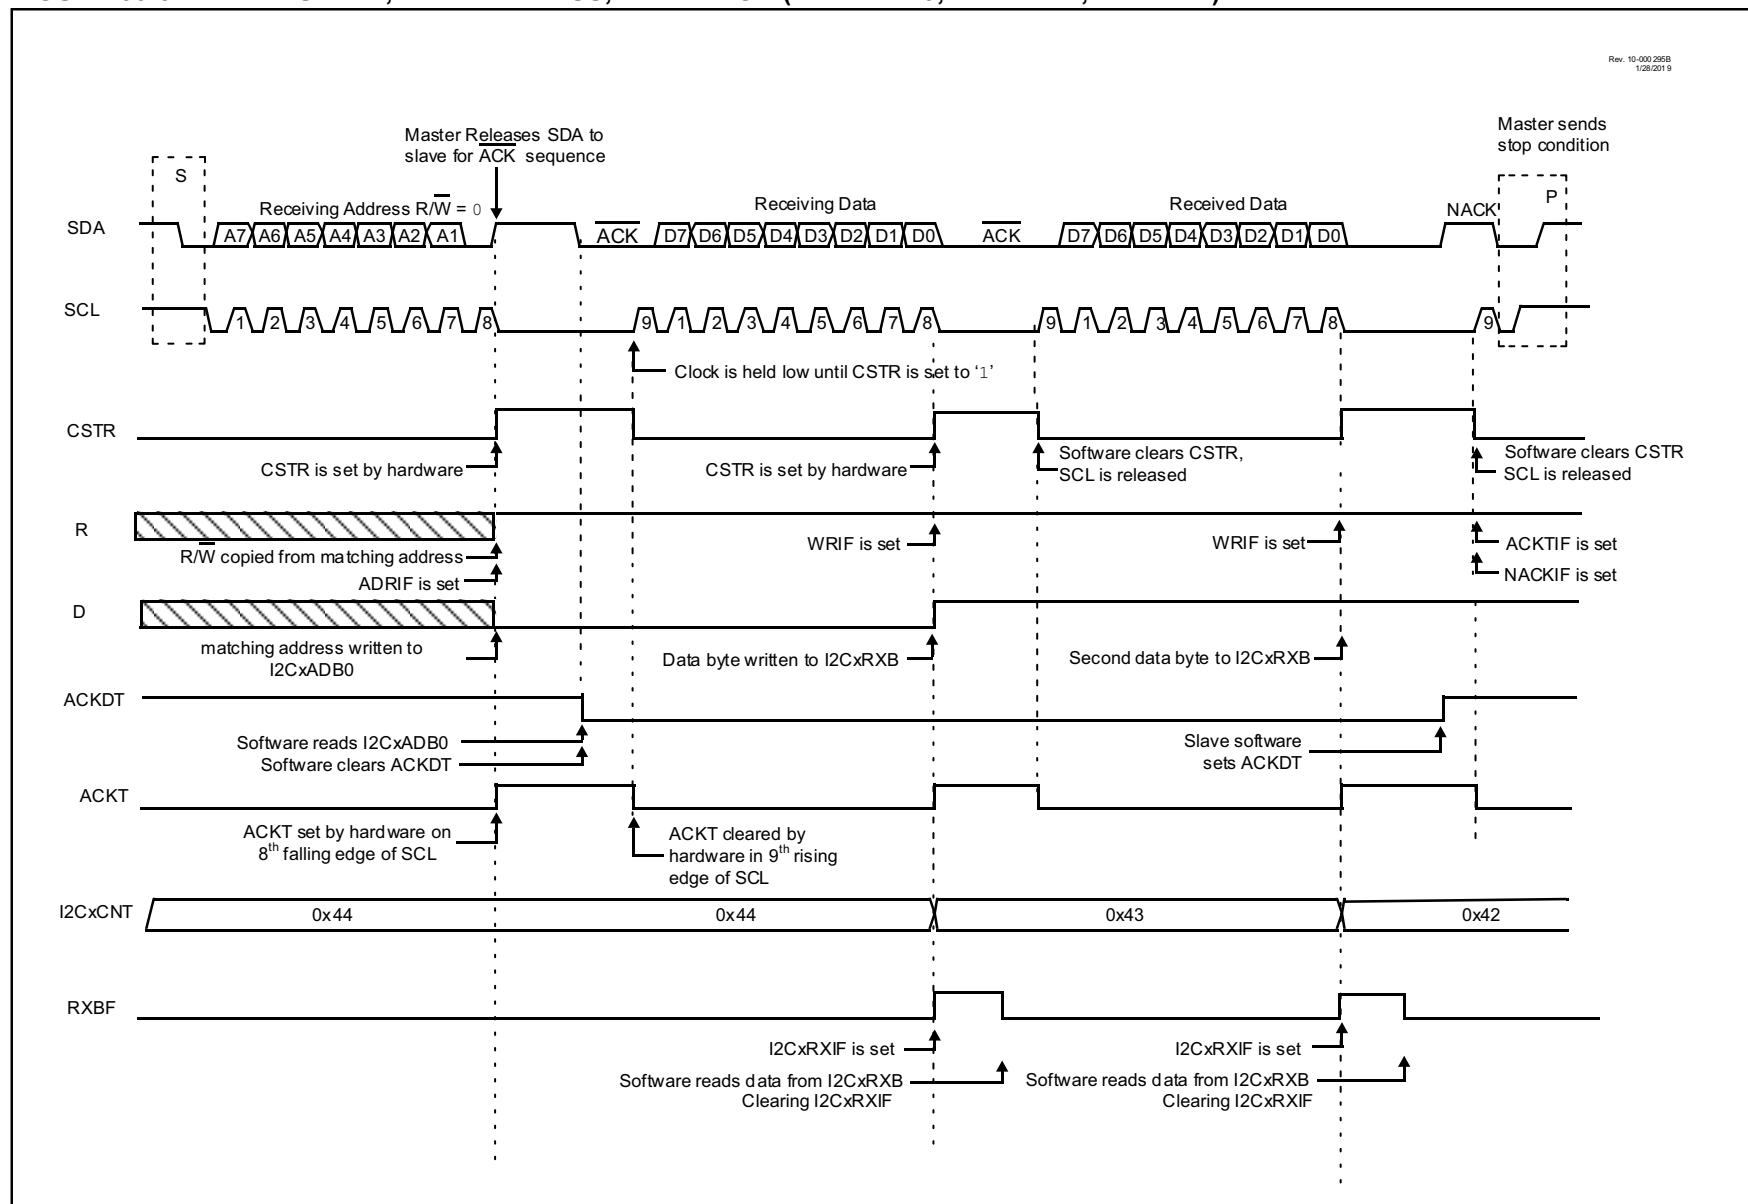 Rev. 10-000 295B
1/28/201 9
Master Releases SDA to
slave for ACK sequence
Master sends
stop condition
S
Receiving Address R/W = 0
Receiving Data
Received Data
NACK
P
SDA
A7 A6 A5 A4 A3 A2 A1
ACK
D7 D6 D5 D4 D3 D2 D1 D0
ACK
D7 D6 D5 D4 D3 D2 D1 D0
SCL
1 2 3 4 5 6 7 8 9 1 2 3 4 5 6 7 8 9 1 2 3 4 5 6 7 8 9
Clock is held low until CSTR is set to ‘1’
CSTR
CSTR is set by hardware
CSTR is set by hardware
Software clears CSTR,
SCL is released
Software clears CSTR
SCL is released
R
R/W copied from matching address
ADRIF is set
WRIF is set
WRIF is set
ACKTIF is set
NACKIF is set
D
matching address written to
I2CxADB0
Data byte written to I2CxRXB
Second data byte to I2CxRXB
ACKDT
Software reads I2CxADB0
Software clears ACKDT
Slave software
sets ACKDT
ACKT
ACKT set by hardware on
8th falling edge of SCL
ACKT cleared by
hardware in 9th rising
edge of SCL
I2CxCNT
0x44
0x44
0x43
0x42
RXBF
I2CxRXIF is set
Software reads data from I2CxRXB
Clearing I2CxRXIF
I2CxRXIF is set
Software reads data from I2CxRXB
Clearing I2CxRXIF